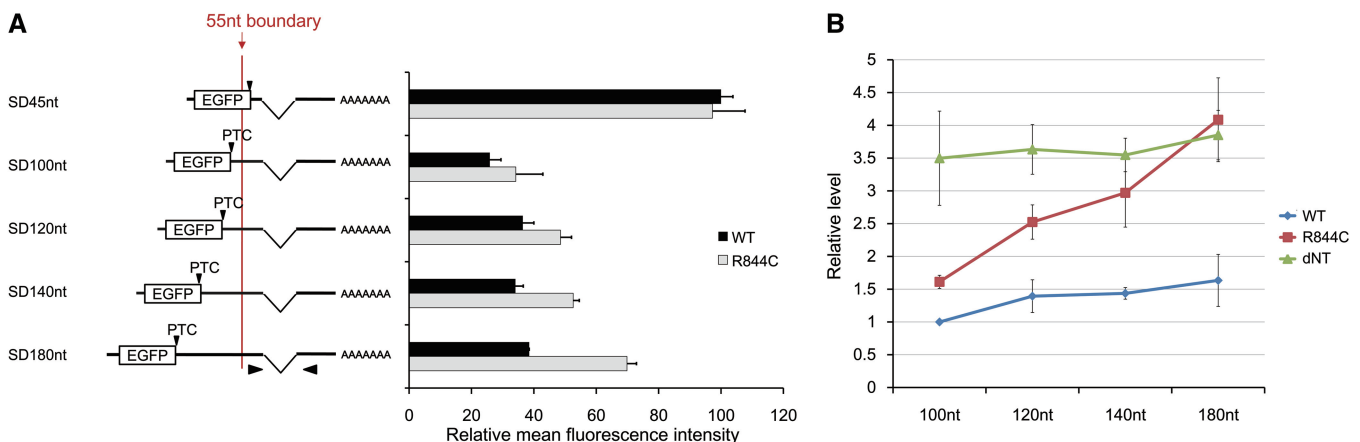 A
55nt boundary
SD45nt
EGFP
AAAAAAA
PTC
SD100nt
EGFP
AAAAAAA
PTC
SD120nt
EGFP
AAAAAAA
PTC
SD140nt
EGFP
AAAAAAA
PTC
SD180nt
EGFP
AAAAAAA
WT
R844C
0 20 40 60 80 100 120
Relative mean fluorescence intensity
B
Relative level
5
4.5
4
3.5
3
2.5
2
1.5
1
0.5
0
100nt 120nt 140nt 180nt
WT
R844C
dNT